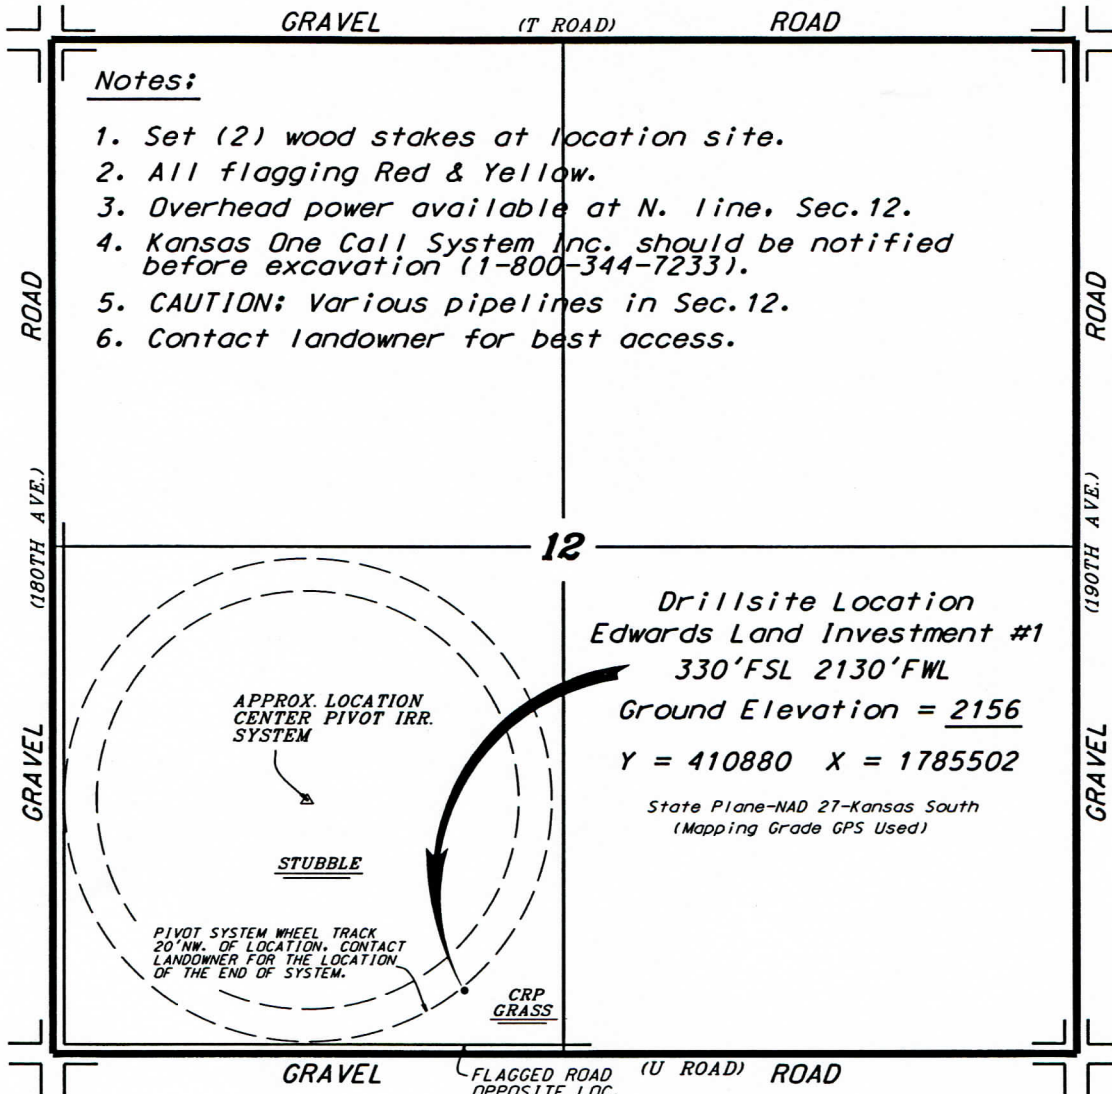 GRAVEL (T ROAD) ROAD
Notes:
1. Set (2) wood stakes at location site.
2. All flagging Red & Yellow.
3. Overhead power available at N. line, Sec.12.
4. Kansas One Call System Inc. should be notified
before excavation (1-800-344-7233).
5. CAUTION: Various pipelines in Sec.12.
6. Contact landowner for best access.
ROAD
(180TH AVE.)
GRAVEL
ROAD
(190TH AVE.)
GRAVEL
12
Drillsite Location
Edwards Land Investment #1
330'FSL 2130'FWL
Ground Elevation = 2156
Y = 410880 X = 1785502
State Plane-NAD 27-Kansas South
(Mapping Grade GPS Used)
APPROX. LOCATION
CENTER PIVOT IRR.
SYSTEM
STUBBLE
PIVOT SYSTEM WHEEL TRACK
20'NW. OF LOCATION, CONTACT
LANDOWNER FOR THE LOCATION
OF THE END OF SYSTEM.
CRP
GRASS
GRAVEL (U ROAD) ROAD
FLAGGED ROAD
OPPOSITE LOC.